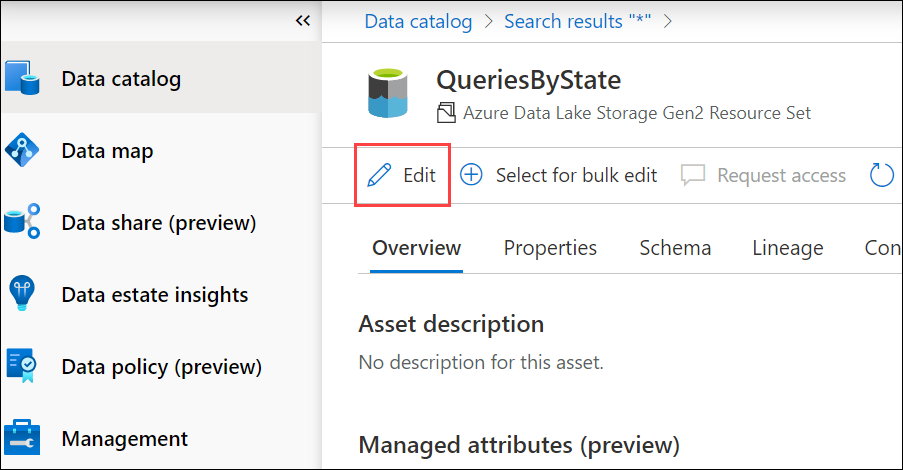 Data catalog > Search results "*" >
Data catalog
Data map
Data share (preview)
Data estate insights
Data policy (preview)
Management
QueriesByState
Azure Data Lake Storage Gen2 Resource Set
Edit Select for bulk edit Request access
Overview Properties Schema Lineage Con
Asset description
No description for this asset.
Managed attributes (preview)